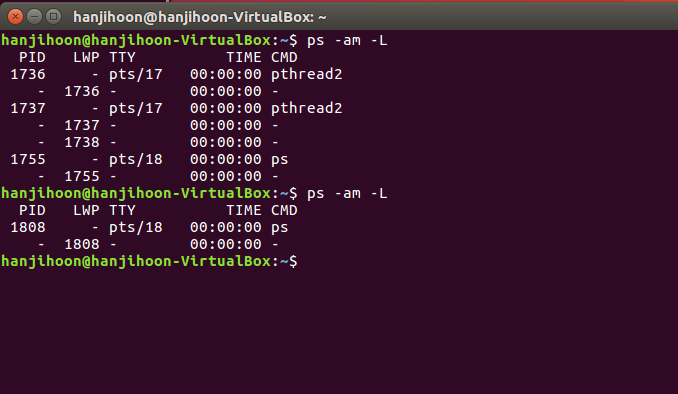 hanjihoon@hanjihoon-VirtualBox: ~
hanjihoon@hanjihoon-VirtualBox:~$ ps -am -L
  PID   LWP TTY          TIME CMD
 1736     - pts/17   00:00:00 pthread2
    -  1736 -        00:00:00 -
 1737     - pts/17   00:00:00 pthread2
    -  1737 -        00:00:00 -
    -  1738 -        00:00:00 -
 1755     - pts/18   00:00:00 ps
    -  1755 -        00:00:00 -
hanjihoon@hanjihoon-VirtualBox:~$ ps -am -L
  PID   LWP TTY          TIME CMD
 1808     - pts/18   00:00:00 ps
    -  1808 -        00:00:00 -
hanjihoon@hanjihoon-VirtualBox:~$